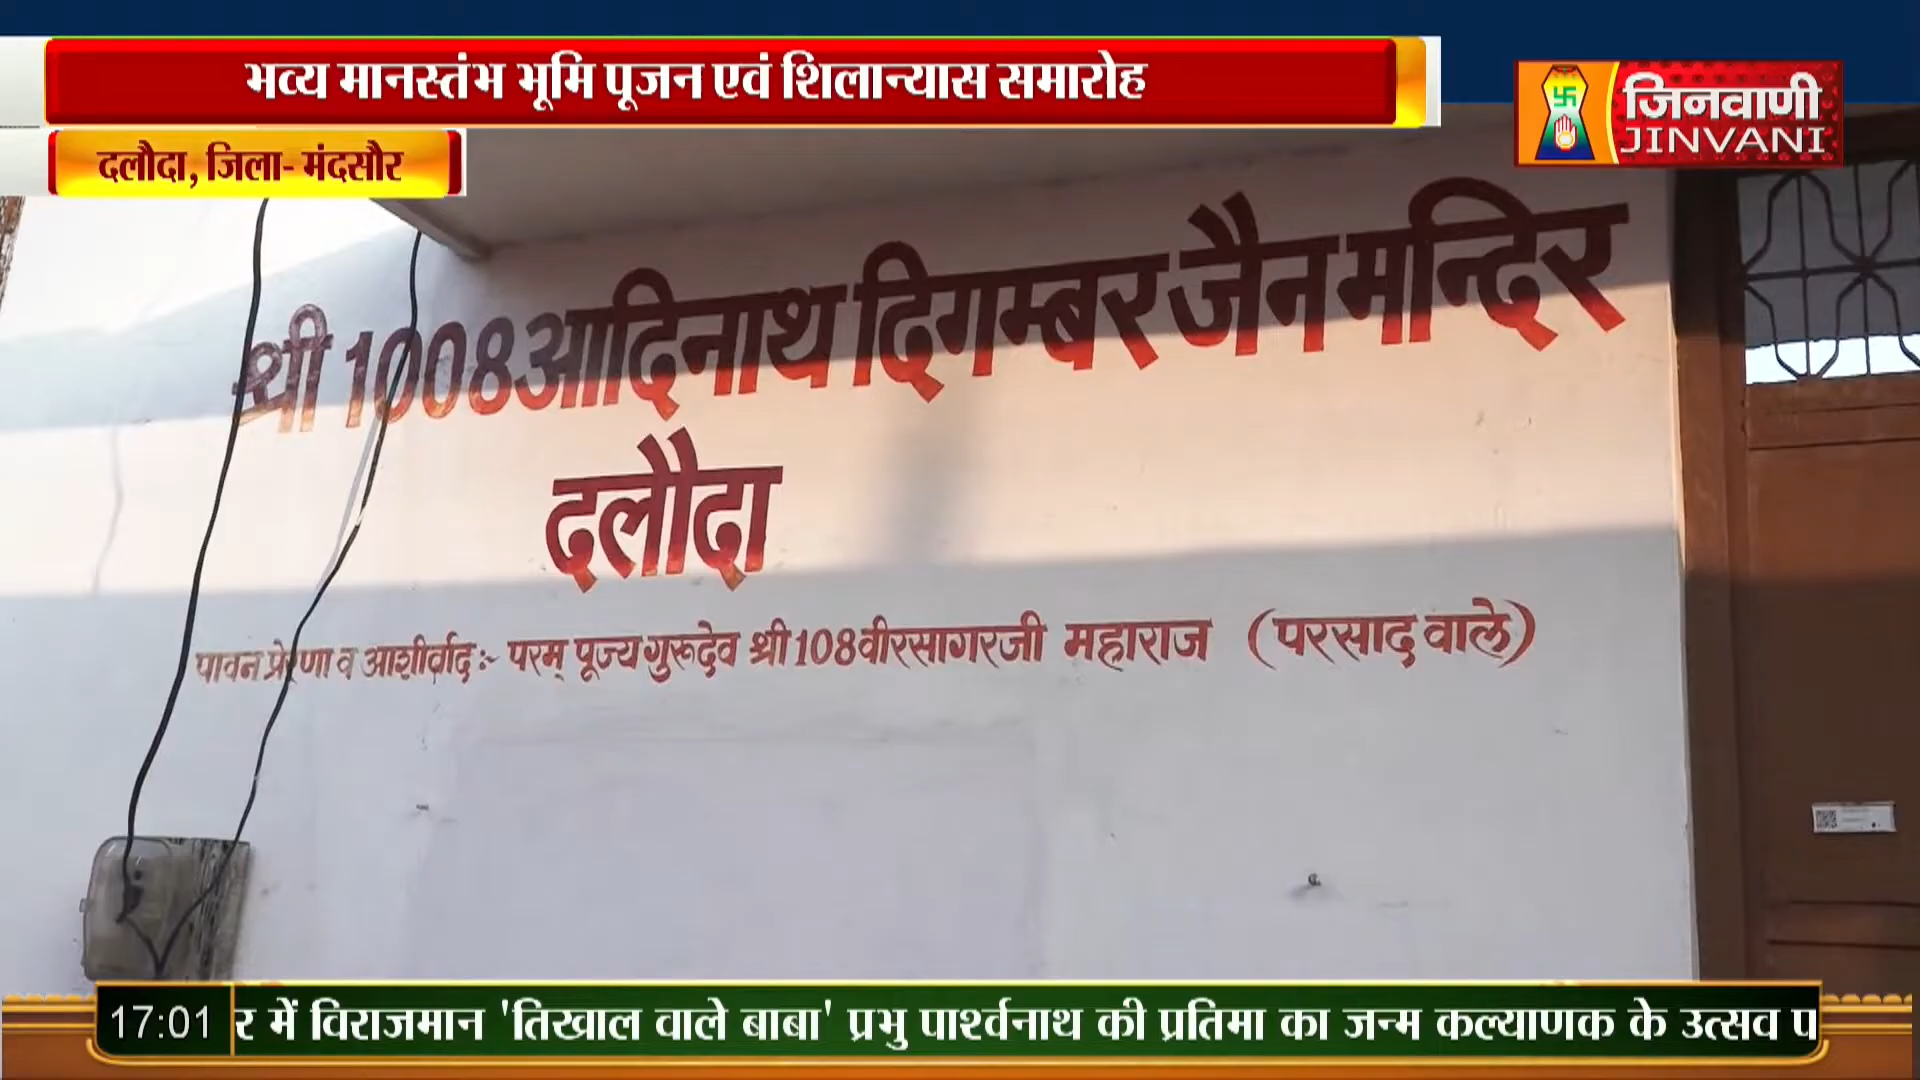 भव्य मानस्तंभ भूमि पूजन एवं शिलान्यास समारोह
दलौदा, जिला- मंदसौर
जिनवाणी
JINVANI
श्री 1008 आदिनाथ दिगम्बर जैन मन्दिर
दलौदा
पावन प्रेरणा व आशीर्वाद :- परम् पूज्य गुरूदेव श्री 108 वीरसागरजी महाराज (परसाद वाले)
17:01 र में विराजमान 'तिखाल वाले बाबा' प्रभु पार्श्वनाथ की प्रतिमा का जन्म कल्याणक के उत्सव प